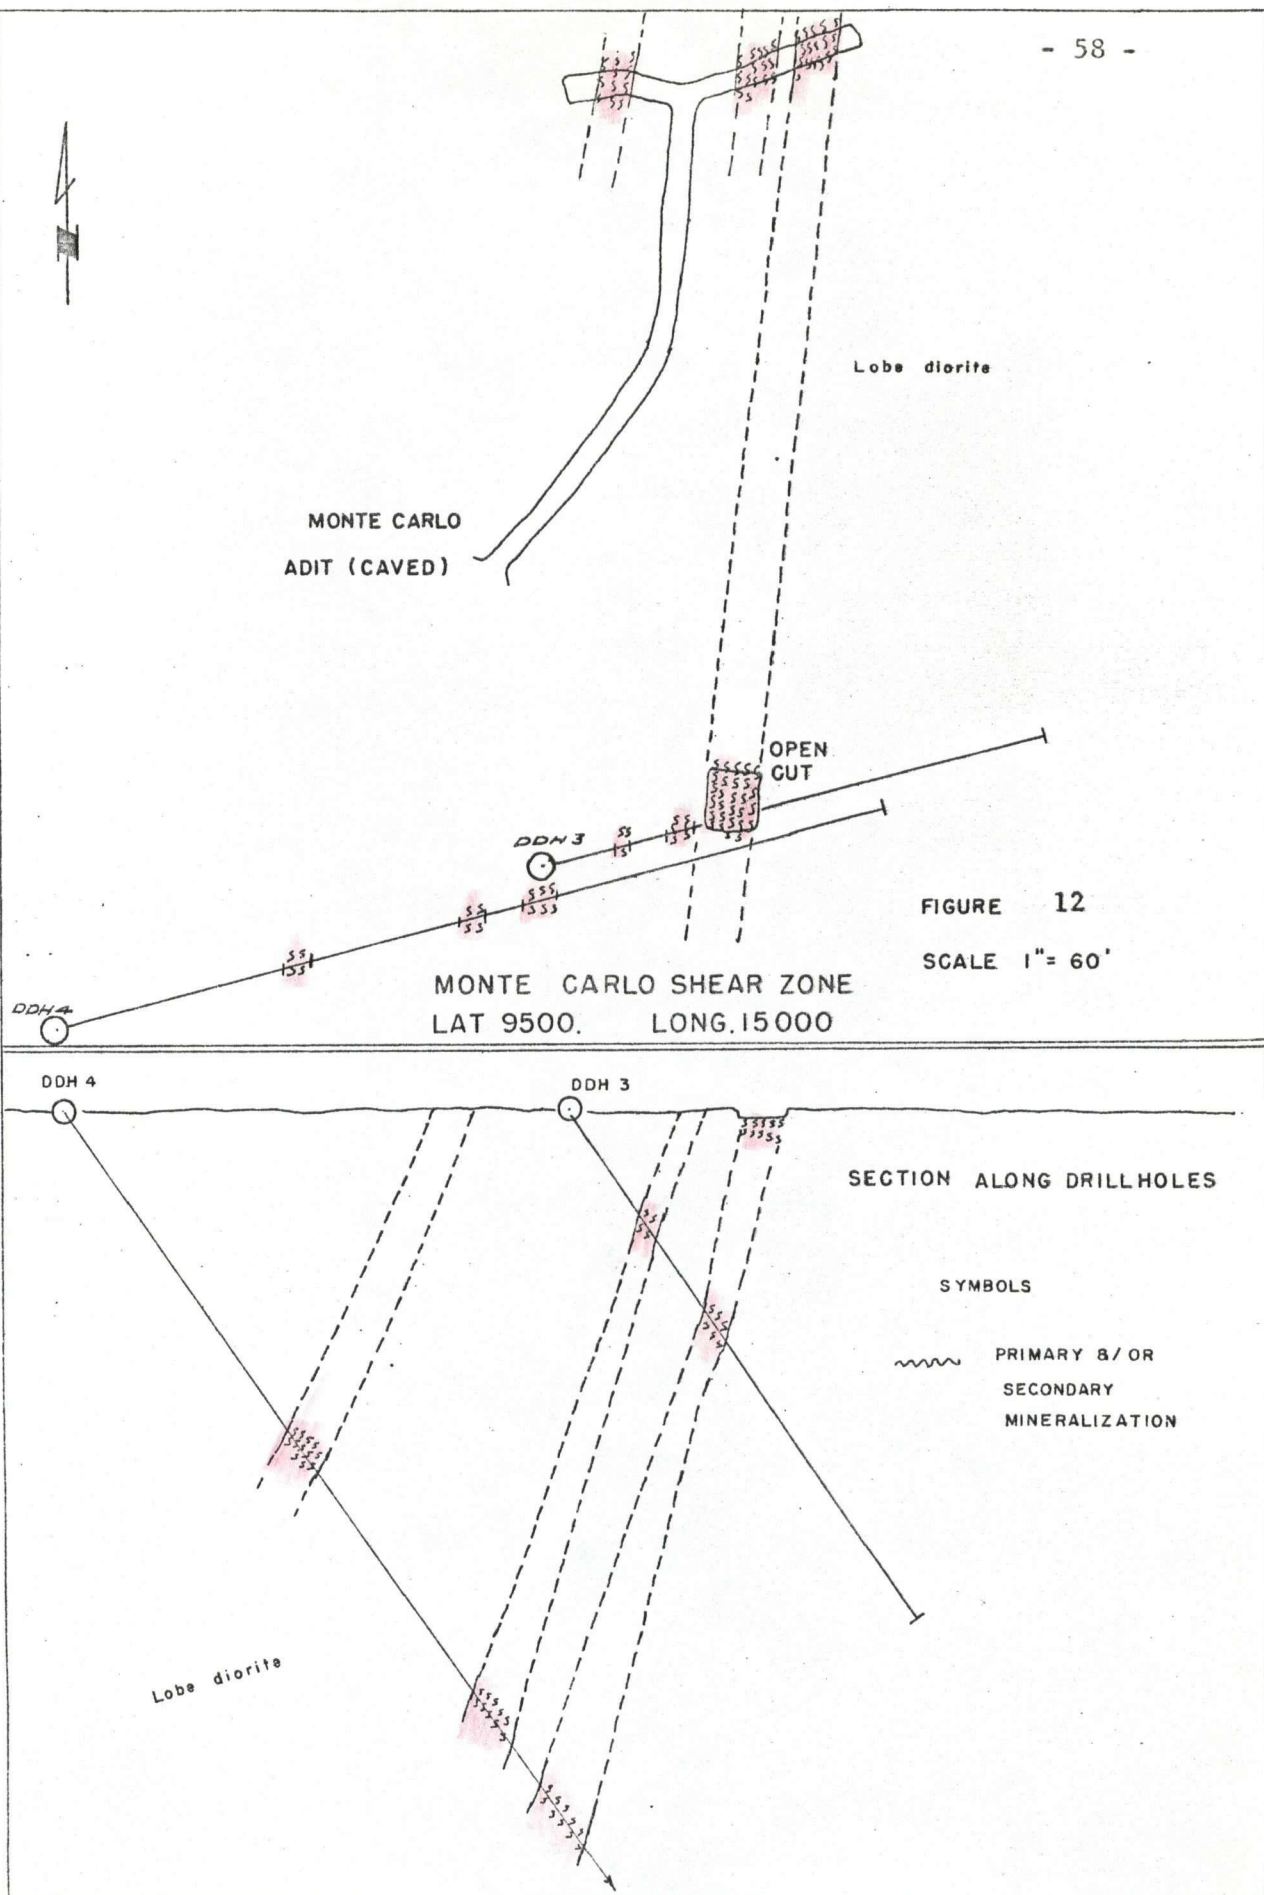 - 58 -
Lobe diorite
MONTE CARLO
ADIT (CAVED)
OPEN
CUT
DDH 3
FIGURE 12
SCALE 1"= 60'
MONTE CARLO SHEAR ZONE
LAT 9500. LONG. 15000
DDH 4
DDH 4
DDH 3
SECTION ALONG DRILLHOLES
SYMBOLS
PRIMARY &/OR
SECONDARY
MINERALIZATION
Lobe diorite